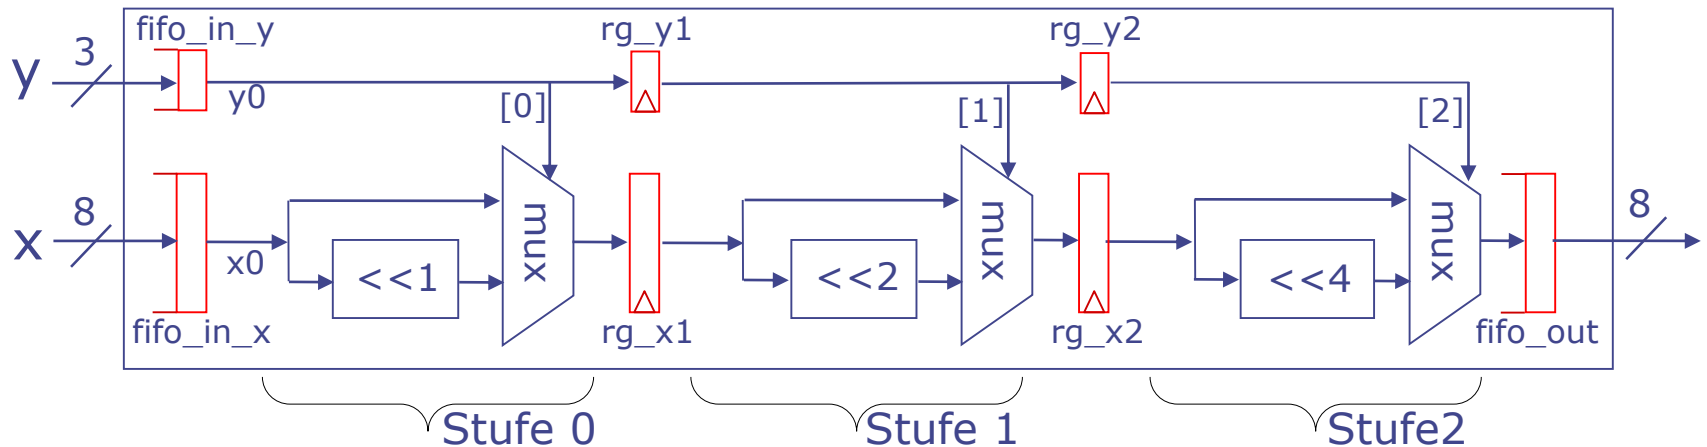 fifo_in_y
rg_y1
rg_y2
y
3
y0
[0]
[1]
[2]
x
8
x0
<<1
mux
<<2
mux
<<4
mux
8
fifo_in_x
rg_x1
rg_x2
fifo_out
Stufe 0
Stufe 1
Stufe2